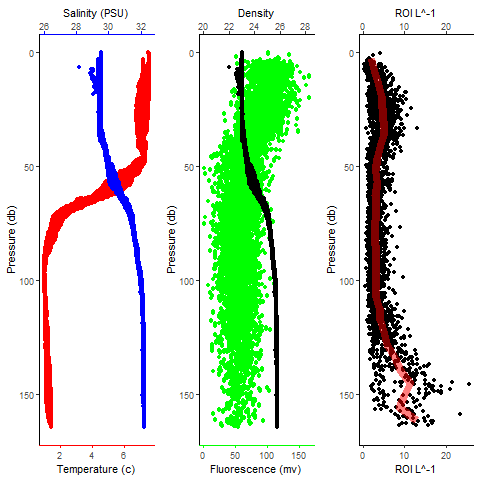 Salinity (PSU) Density ROI L^-1
26 28 30 32 20 22 24 26 28 0 10 20
0 0 0
50 50 50
100 100 100
150 150 150
Pressure (db) Pressure (db) Pressure (db)
2 4 6 0 50 100 150 0 10 20
Temperature (c) Fluorescence (mv) ROI L^-1